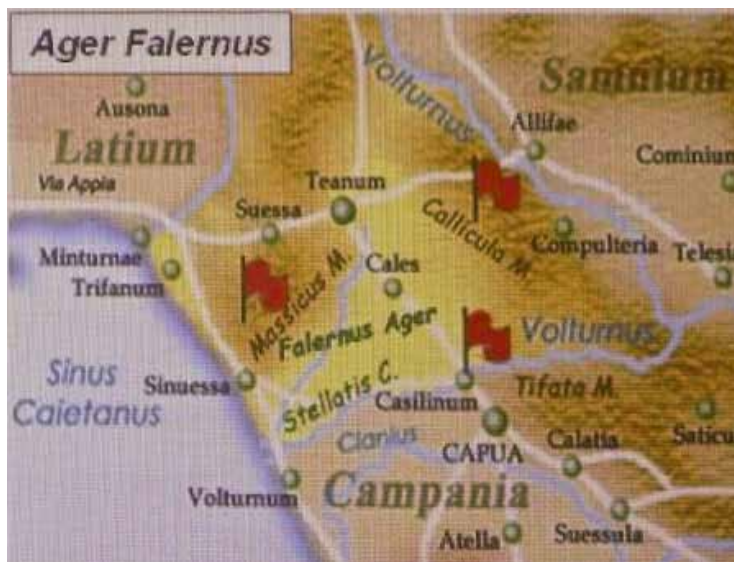 Ager Falernus
Volturnus
Samnium
Ausona
Allifae
Latium
Cominium
Via Appia
Teanum
Suessa
Callicula M.
Compulteria
Minturnae
Cales
Telesia
Trifanum
Massicus M.
Falernus Ager
Volturnus
Sinus
Caietanus
Sinuessa
Stellatis C.
Casilinum
Tifata M.
CAPUA
Clanius
Calatia
Saticu
Volturnum
Campania
Atella
Suessula